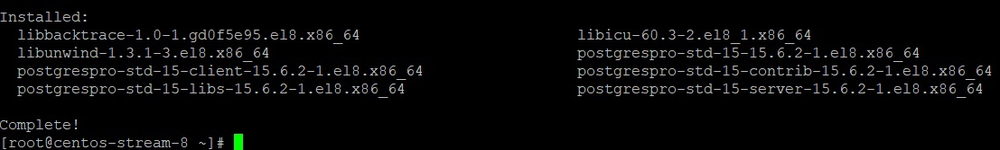 Installed:
libbacktrace-1.0-1.gd0f5e95.el8.x86_64 libicu-60.3-2.el8_1.x86_64
libunwind-1.3.1-3.el8.x86_64 postgrespro-std-15-15.6.2-1.el8.x86_64
postgrespro-std-15-client-15.6.2-1.el8.x86_64 postgrespro-std-15-contrib-15.6.2-1.el8.x86_64
postgrespro-std-15-libs-15.6.2-1.el8.x86_64 postgrespro-std-15-server-15.6.2-1.el8.x86_64
Complete!
[root@centos-stream-8 ~]#